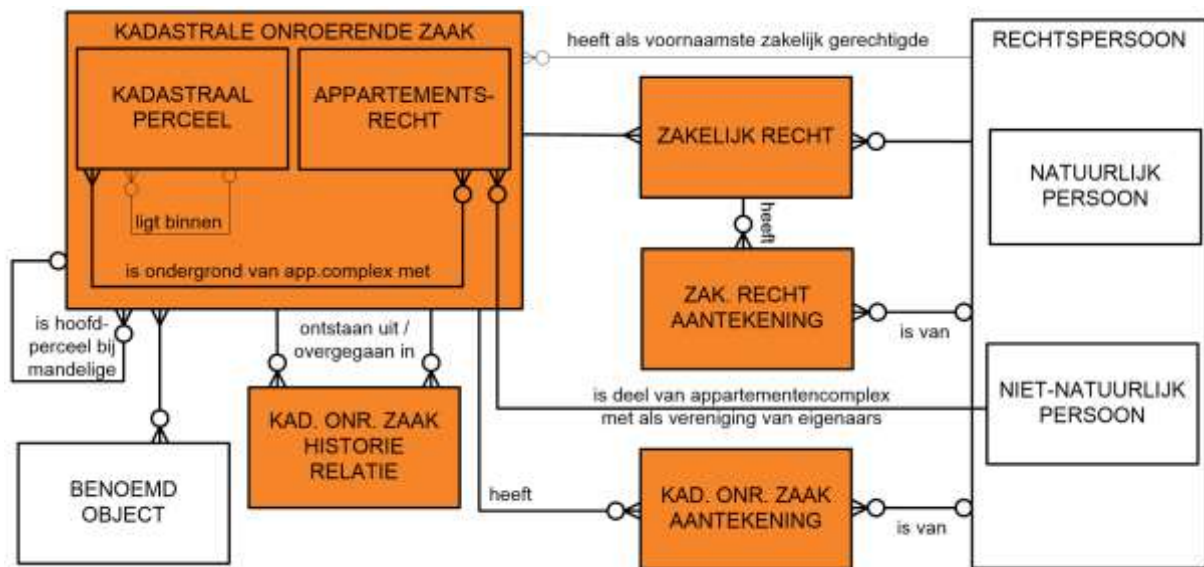 KADASTRALE ONROERENDE ZAAK
KADASTRAAL
PERCEEL
APPARTEMENTS-
RECHT
ligt binnen
is ondergrond van app.complex met
heeft als voornaamste zakelijk gerechtigde
RECHTSPERSOON
ZAKELIJK RECHT
NATUURLIJK
PERSOON
heeft
ZAK. RECHT
AANTEKENING
is van
is hoofd-
perceel bij
mandelige
ontstaan uit /
overgegaan in
NIET-NATUURLIJK
PERSOON
is deel van appartementencomplex
met als vereniging van eigenaars
KAD. ONR. ZAAK
HISTORIE
RELATIE
BENOEMD
OBJECT
heeft
KAD. ONR. ZAAK
AANTEKENING
is van